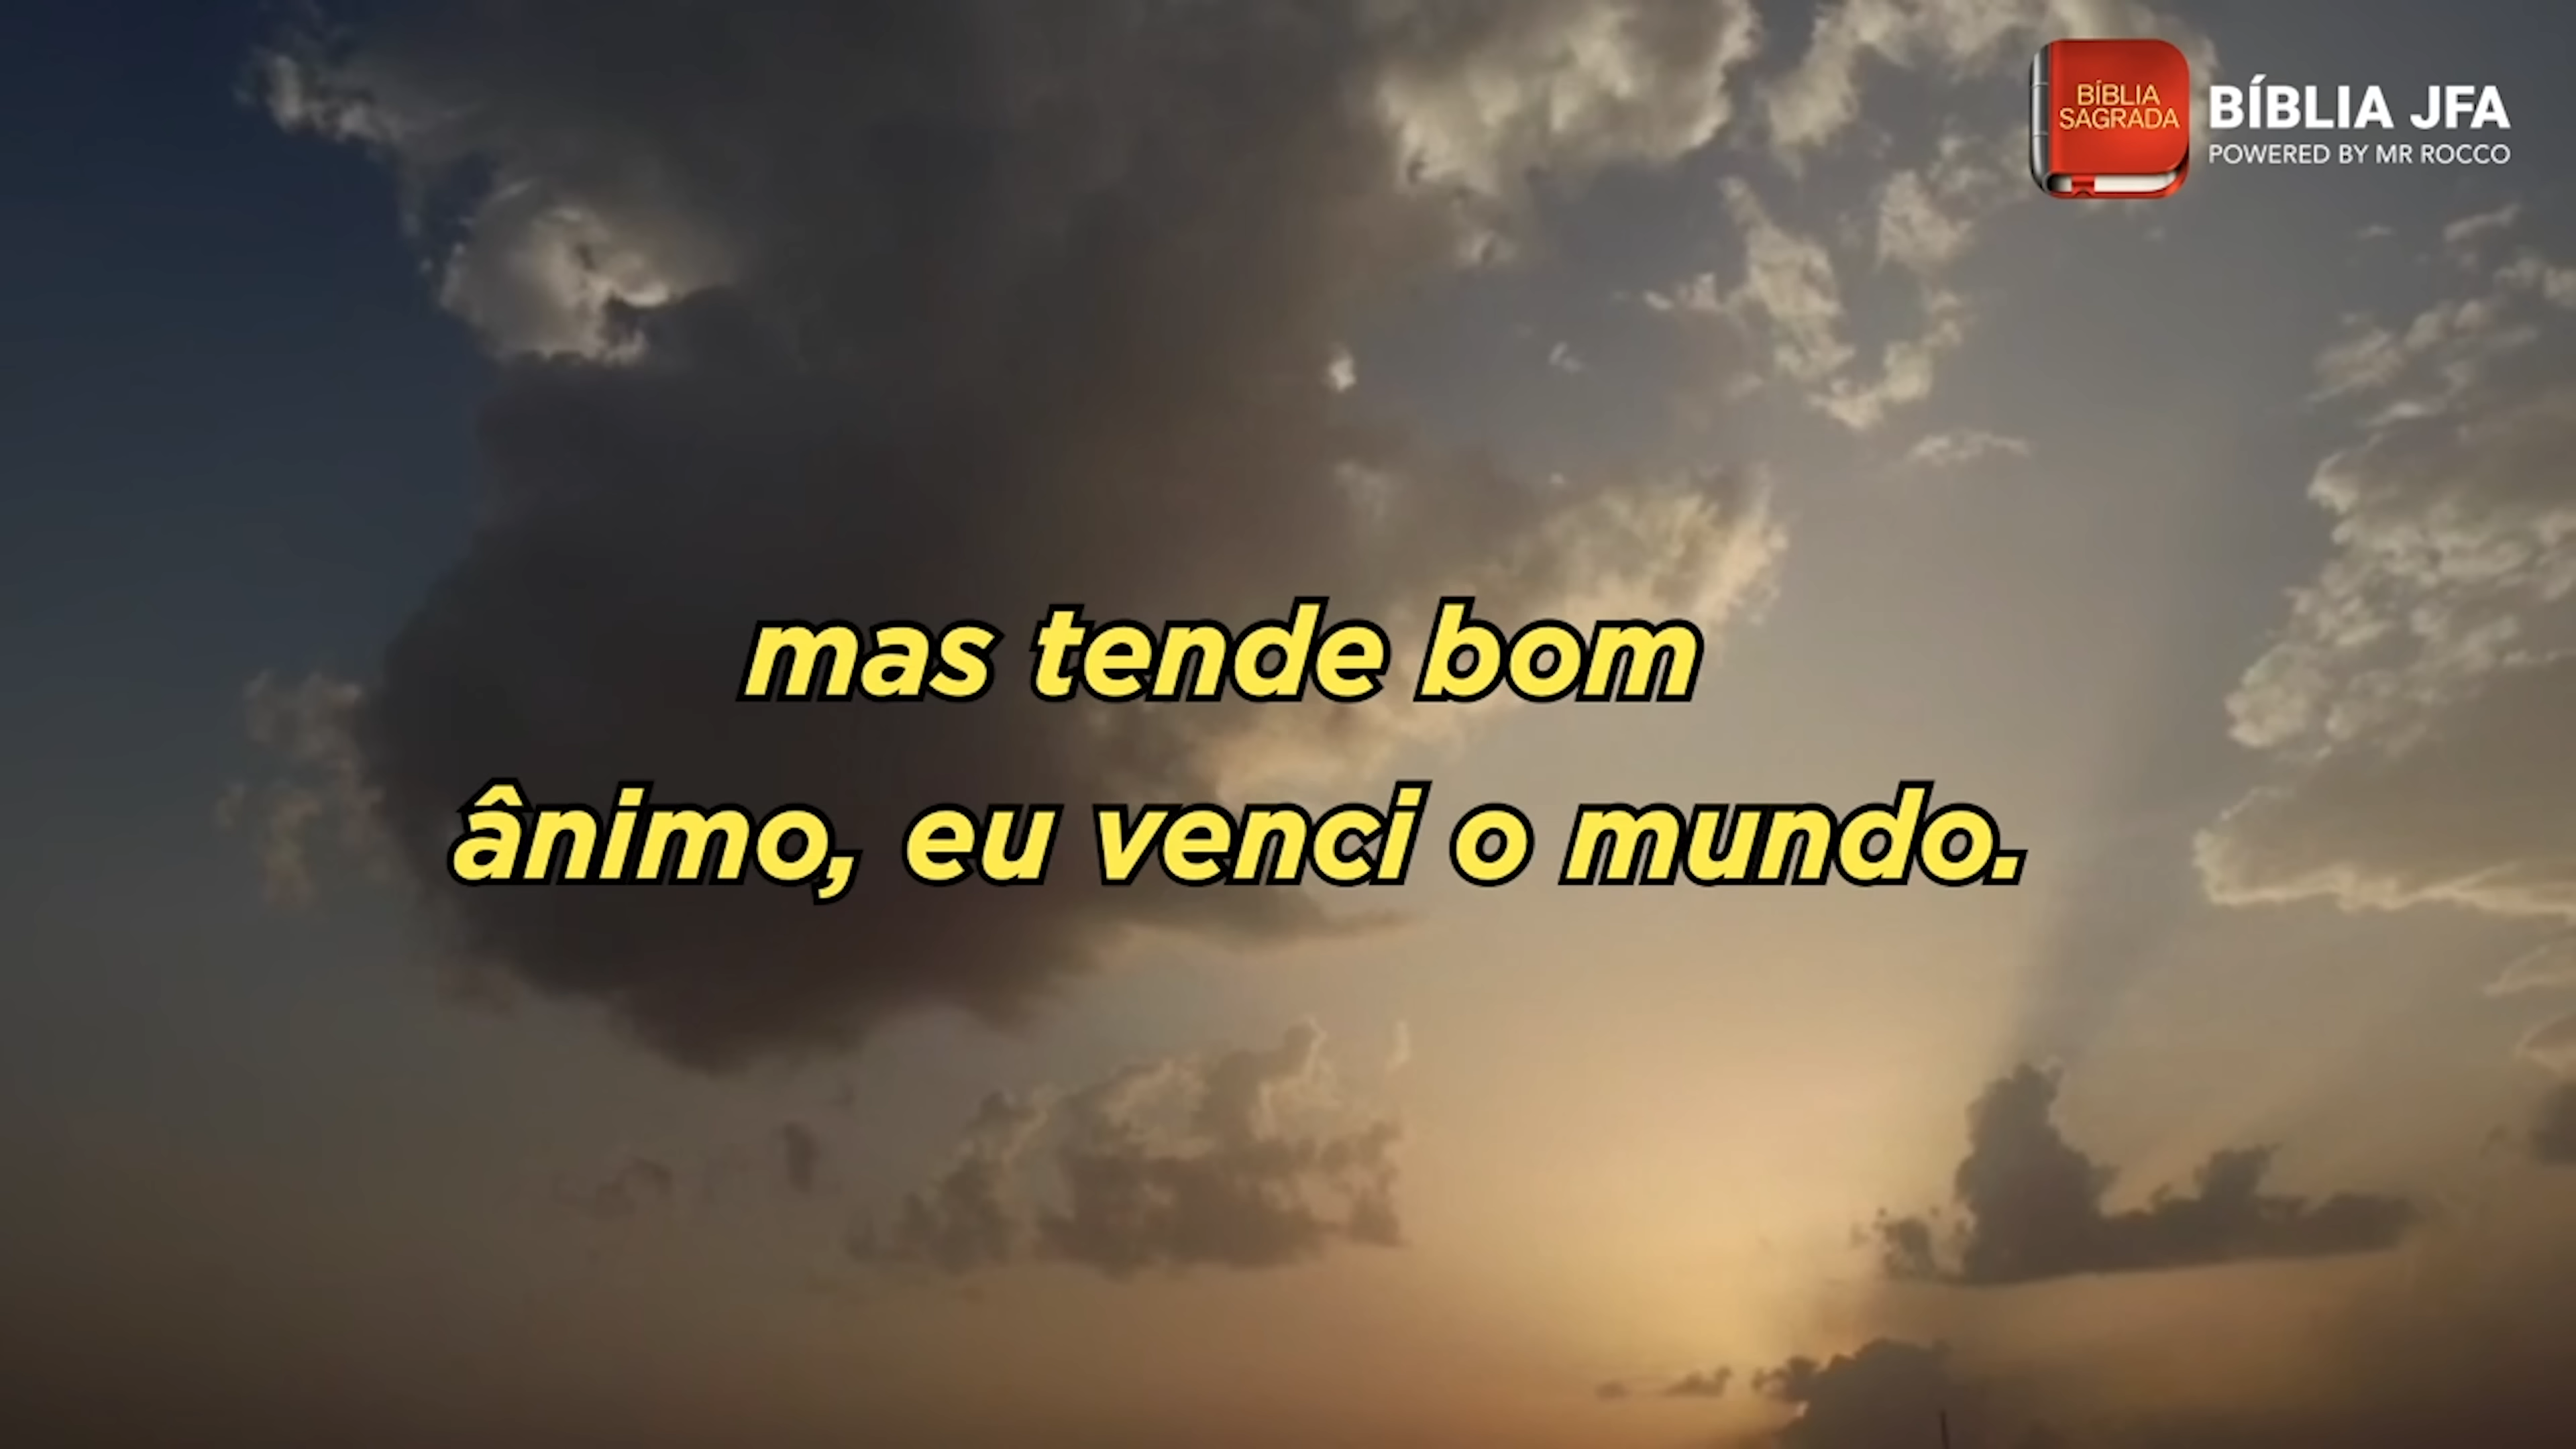 BÍBLIA
SAGRADA
BÍBLIA JFA
POWERED BY MR ROCCO
mas tende bom
ânimo, eu venci o mundo.